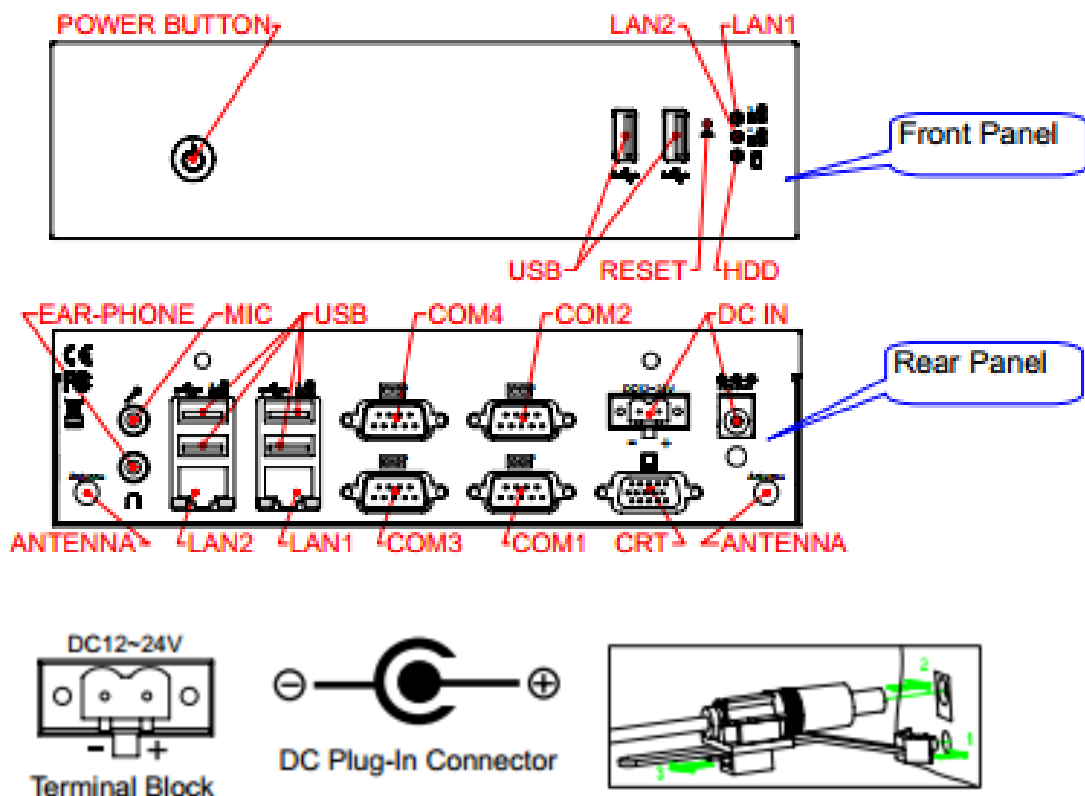 POWER BUTTON
LAN2
LAN1
Front Panel
USB
RESET
HDD
EAR-PHONE
MIC
USB
COM4
COM2
DC IN
Rear Panel
ANTENNA
LAN2
LAN1
COM3
COM1
CRT
ANTENNA
DC12~24V
- +
Terminal Block
DC Plug-In Connector
2
1
3